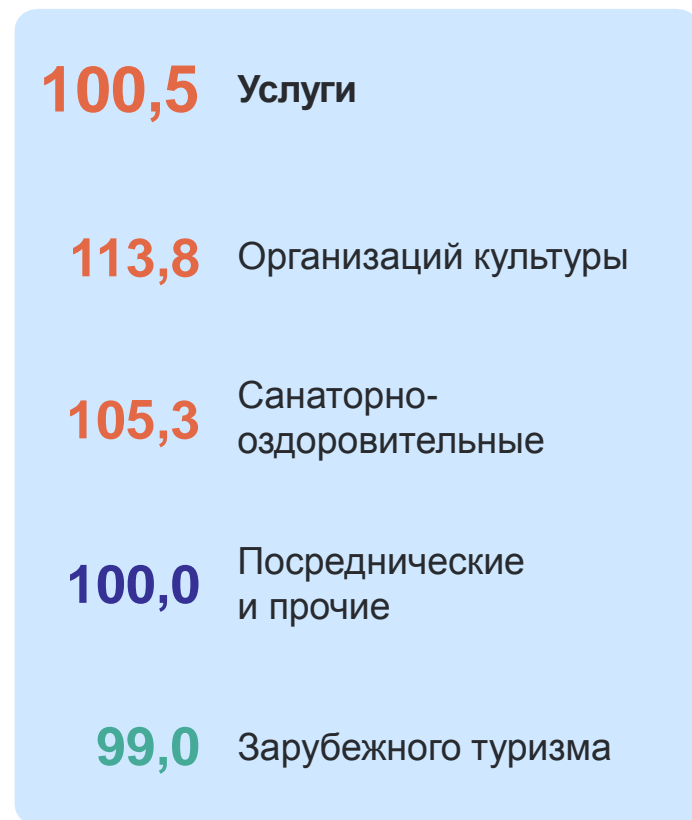 100,5 Услуги
113,8 Организаций культуры
105,3 Санаторно-
оздоровительные
100,0 Посреднические
и прочие
99,0 Зарубежного туризма